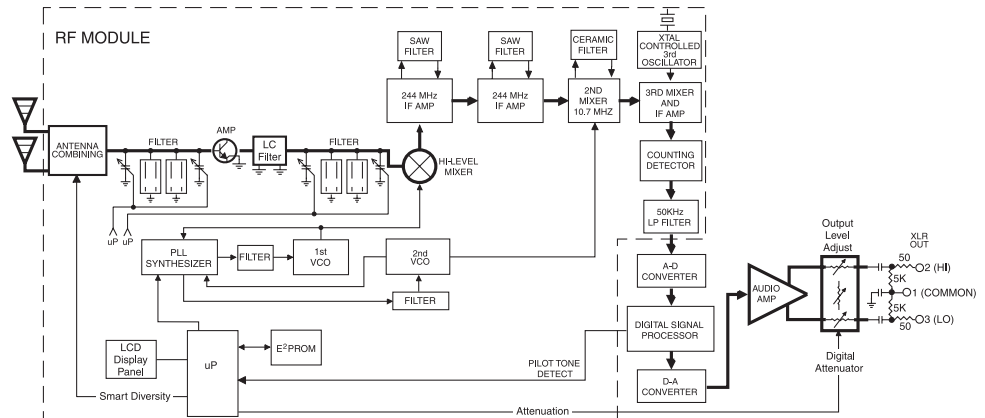 RF MODULE
SAW
FILTER
SAW
FILTER
CERAMIC
FILTER
XTAL
CONTROLLED
3rd
OSCILLATOR
244 MHz
IF AMP
244 MHz
IF AMP
2ND
MIXER
10.7 MHZ
3RD MIXER
AND
IF AMP
ANTENNA
COMBINING
FILTER
AMP
LC
Filter
FILTER
HI-LEVEL
MIXER
COUNTING
DETECTOR
50KHz
LP FILTER
uP
uP
PLL
SYNTHESIZER
FILTER
1st
VCO
2nd
VCO
FILTER
A-D
CONVERTER
Output
Level
Adjust
XLR
OUT
50
2 (HI)
5K
1 (COMMON)
5K
3 (LO)
50
AUDIO
AMP
DIGITAL SIGNAL
PROCESSOR
LCD
Display
Panel
uP
E²PROM
PILOT TONE
DETECT
D-A
CONVERTER
Digital
Attenuator
Smart Diversity
Attenuation